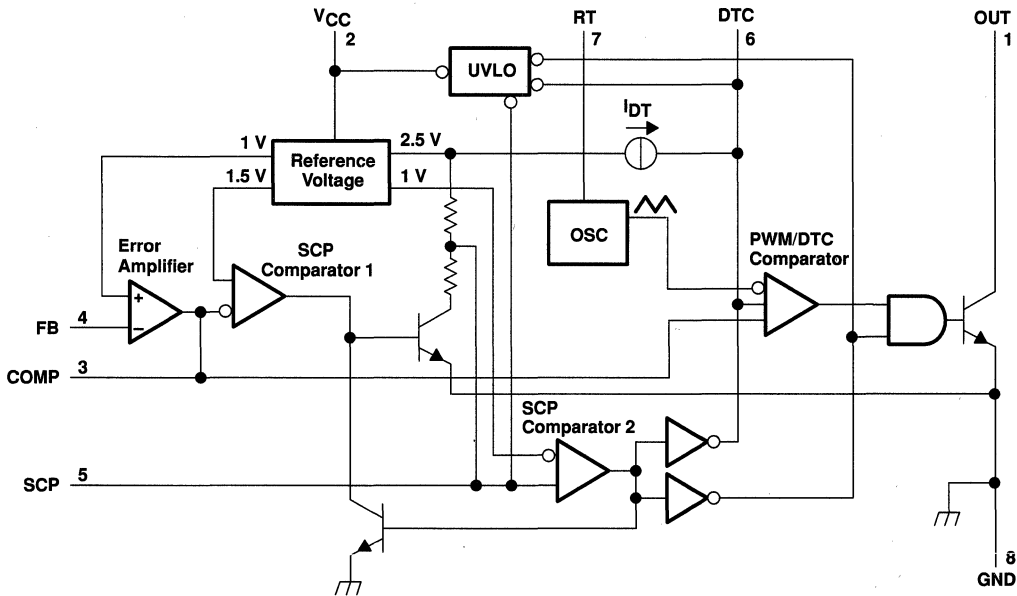 VCC
2
RT
7
DTC
6
OUT
1
UVLO
IDT
1 V
2.5 V
Reference
Voltage
1.5 V
1 V
OSC
Error
Amplifier
SCP
Comparator 1
PWM/DTC
Comparator
+
−
FB
4
COMP
3
SCP
Comparator 2
SCP
5
8
GND